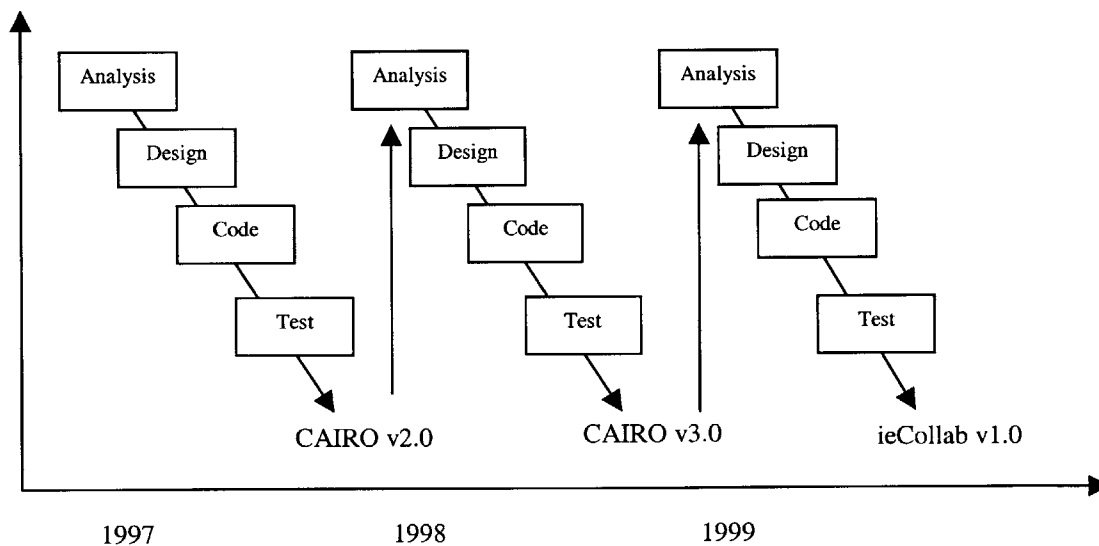 Analysis
Design
Code
Test
CAIRO v2.0
Analysis
Design
Code
Test
CAIRO v3.0
Analysis
Design
Code
Test
ieCollab v1.0
1997
1998
1999